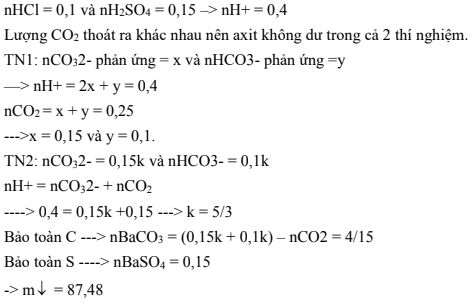 nHCl = 0,1 và nH₂SO₄ = 0,15 –> nH+ = 0,4
Lượng CO₂ thoát ra khác nhau nên axit không dư trong cả 2 thí nghiệm.
TN1: nCO₃2- phản ứng = x và nHCO3- phản ứng =y
—> nH+ = 2x + y = 0,4
nCO₂ = x + y = 0,25
--->x = 0,15 và y = 0,1.
TN2: nCO₃2- = 0,15k và nHCO3- = 0,1k
nH+ = nCO₃2- + nCO₂
----> 0,4 = 0,15k +0,15 ---> k = 5/3
Bảo toàn C ---> nBaCO₃ = (0,15k + 0,1k) – nCO2 = 4/15
Bảo toàn S ----> nBaSO₄ = 0,15
-> m↓ = 87,48